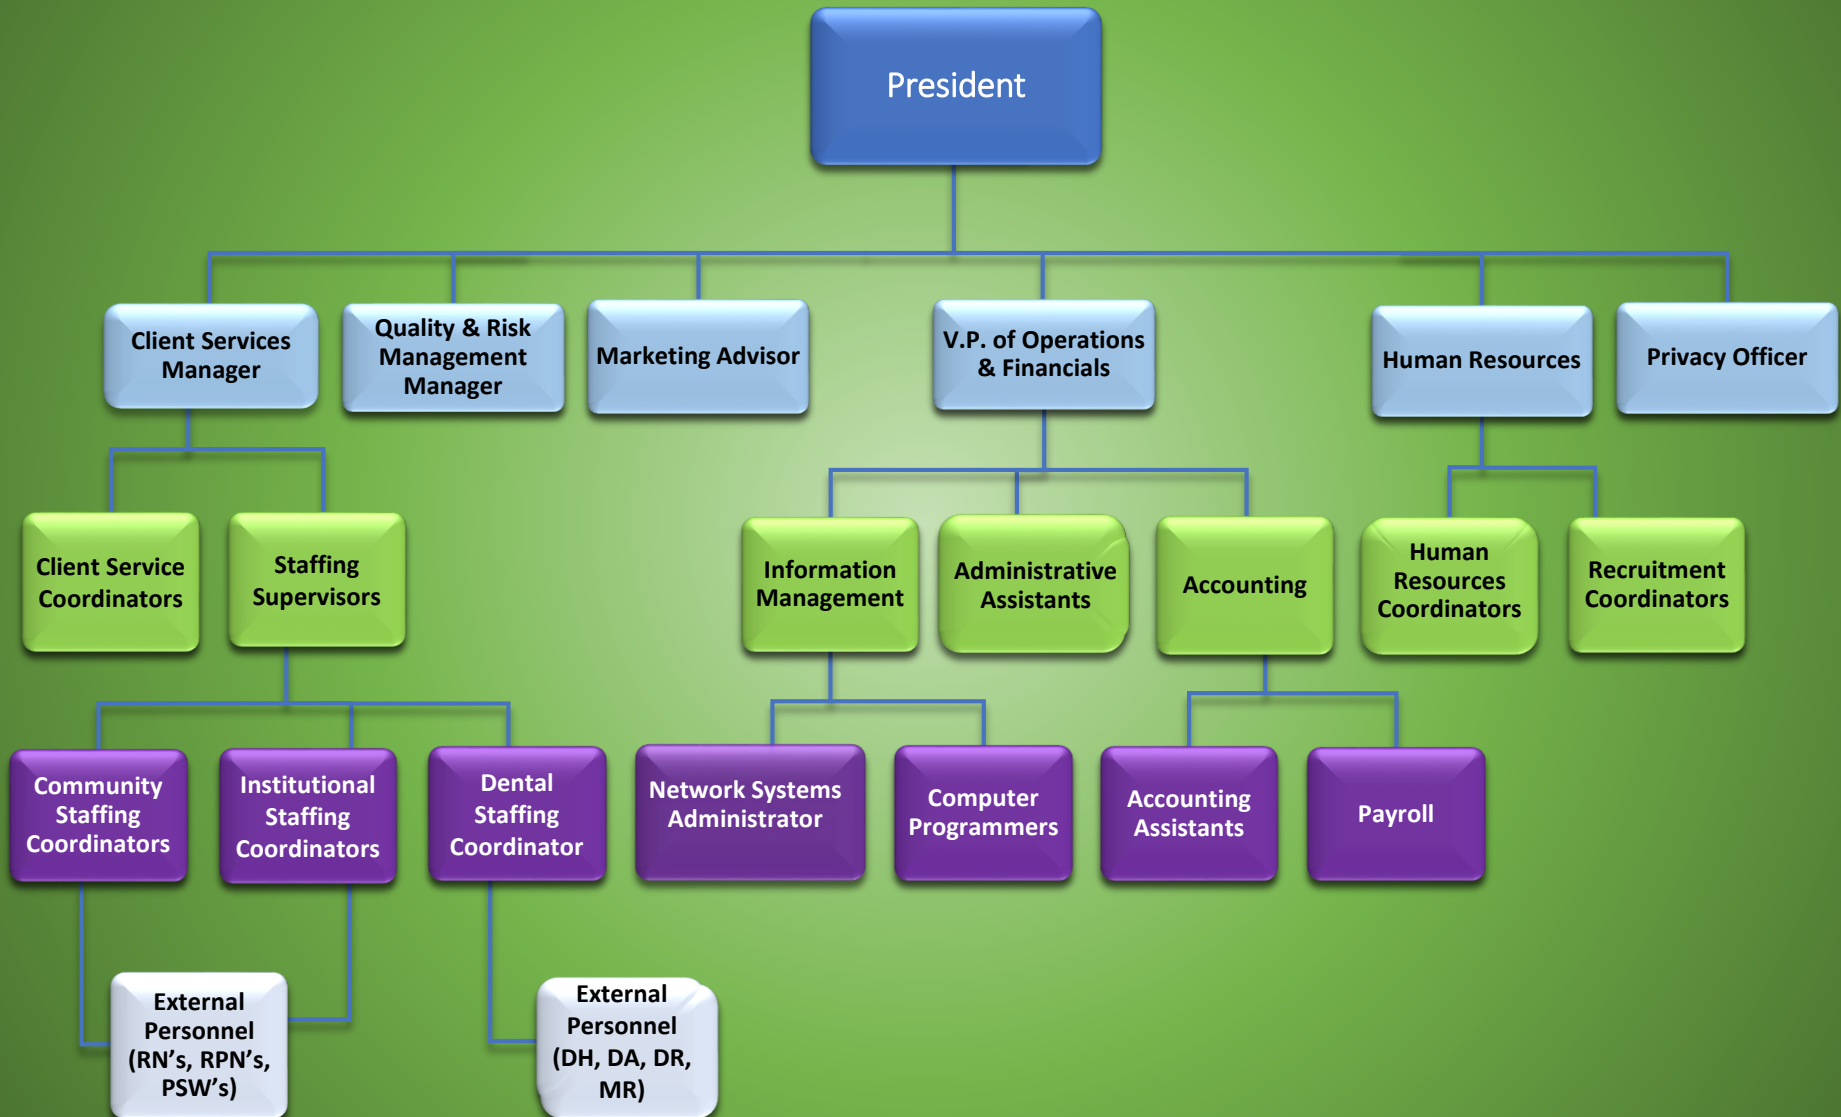 President
Client Services
Manager
Quality & Risk
Management
Manager
Marketing Advisor
V.P. of Operations
& Financials
Human Resources
Privacy Officer
Client Service
Coordinators
Staffing
Supervisors
Information
Management
Administrative
Assistants
Accounting
Human
Resources
Coordinators
Recruitment
Coordinators
Community
Staffing
Coordinators
Institutional
Staffing
Coordinators
Dental
Staffing
Coordinator
Network Systems
Administrator
Computer
Programmers
Accounting
Assistants
Payroll
External
Personnel
(RN’s, RPN’s,
PSW’s)
External
Personnel
(DH, DA, DR,
MR)